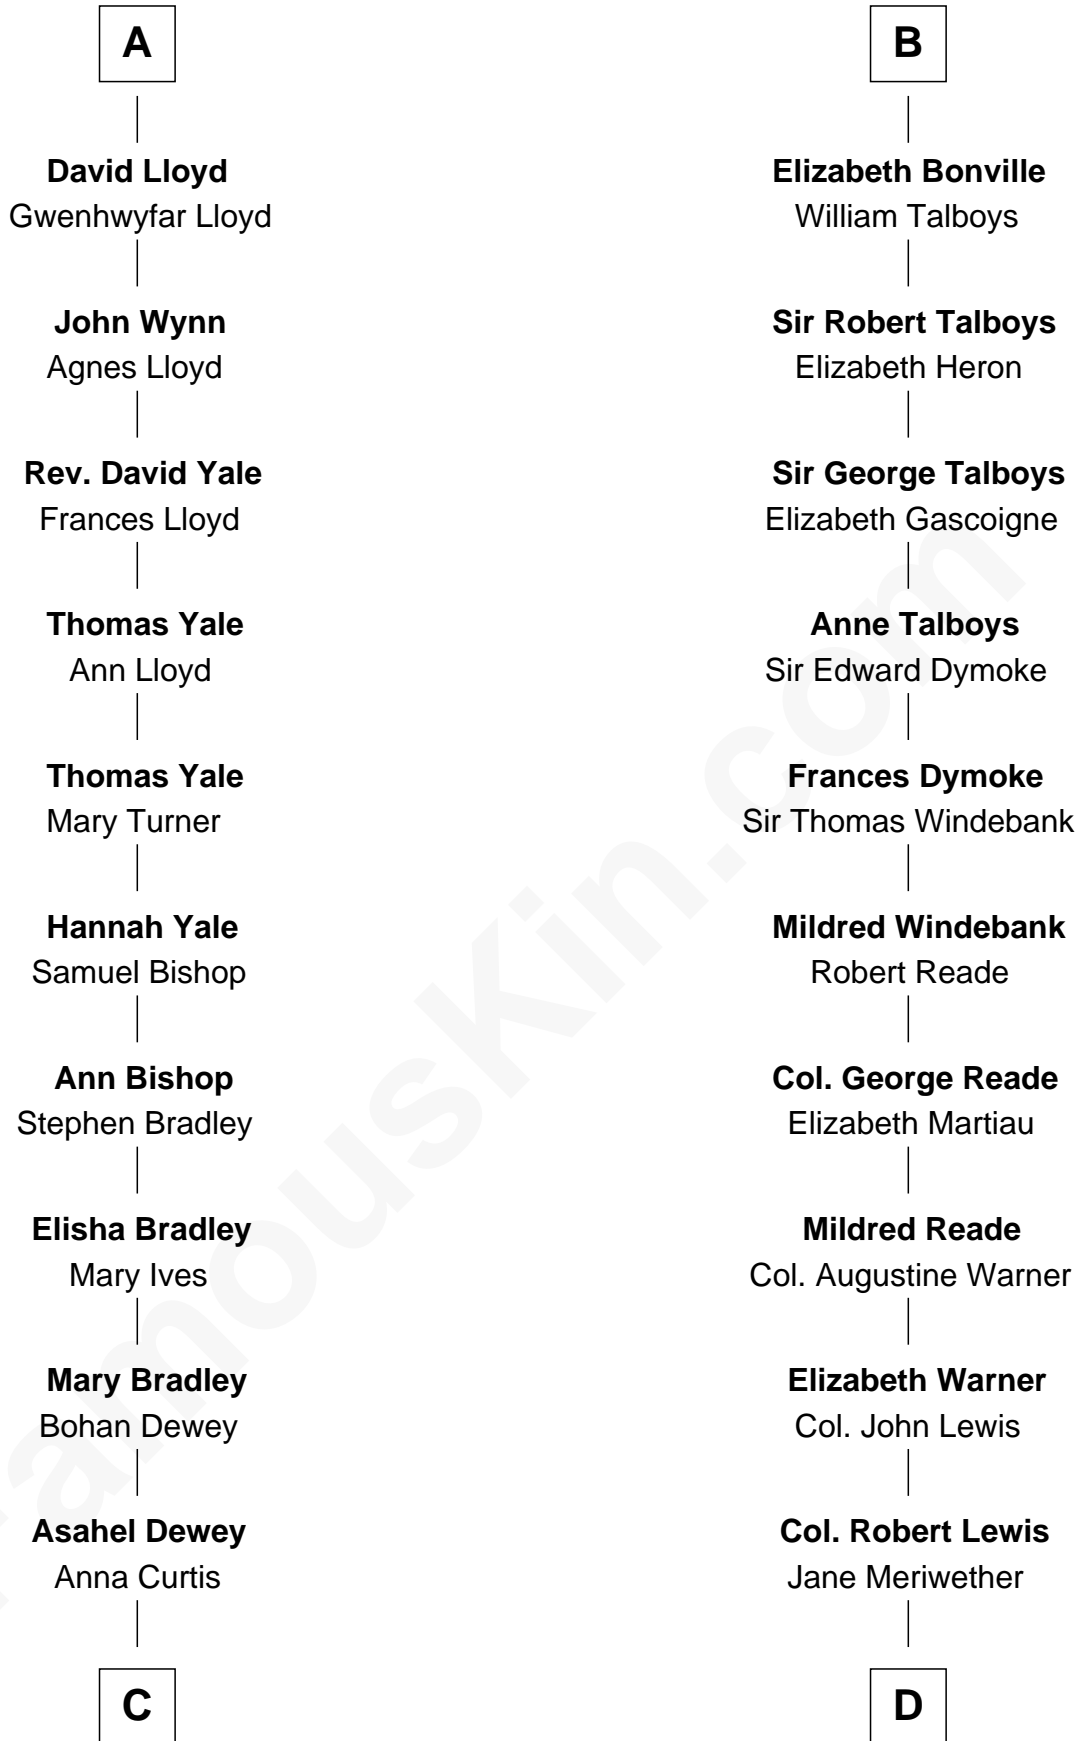 A
David Lloyd
Gwenhwyfar Lloyd
John Wynn
Agnes Lloyd
Rev. David Yale
Frances Lloyd
Thomas Yale
Ann Lloyd
Thomas Yale
Mary Turner
Hannah Yale
Samuel Bishop
Ann Bishop
Stephen Bradley
Elisha Bradley
Mary Ives
Mary Bradley
Bohan Dewey
Asahel Dewey
Anna Curtis
C
B
Elizabeth Bonville
William Talboys
Sir Robert Talboys
Elizabeth Heron
Sir George Talboys
Elizabeth Gascoigne
Anne Talboys
Sir Edward Dymoke
Frances Dymoke
Sir Thomas Windebank
Mildred Windebank
Robert Reade
Col. George Reade
Elizabeth Martiau
Mildred Reade
Col. Augustine Warner
Elizabeth Warner
Col. John Lewis
Col. Robert Lewis
Jane Meriwether
D
FamousKin.com